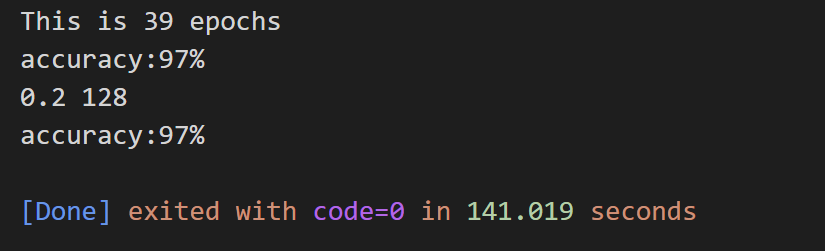 This is 39 epochs
accuracy:97%
0.2 128
accuracy:97%
[Done] exited with code=0 in 141.019 seconds